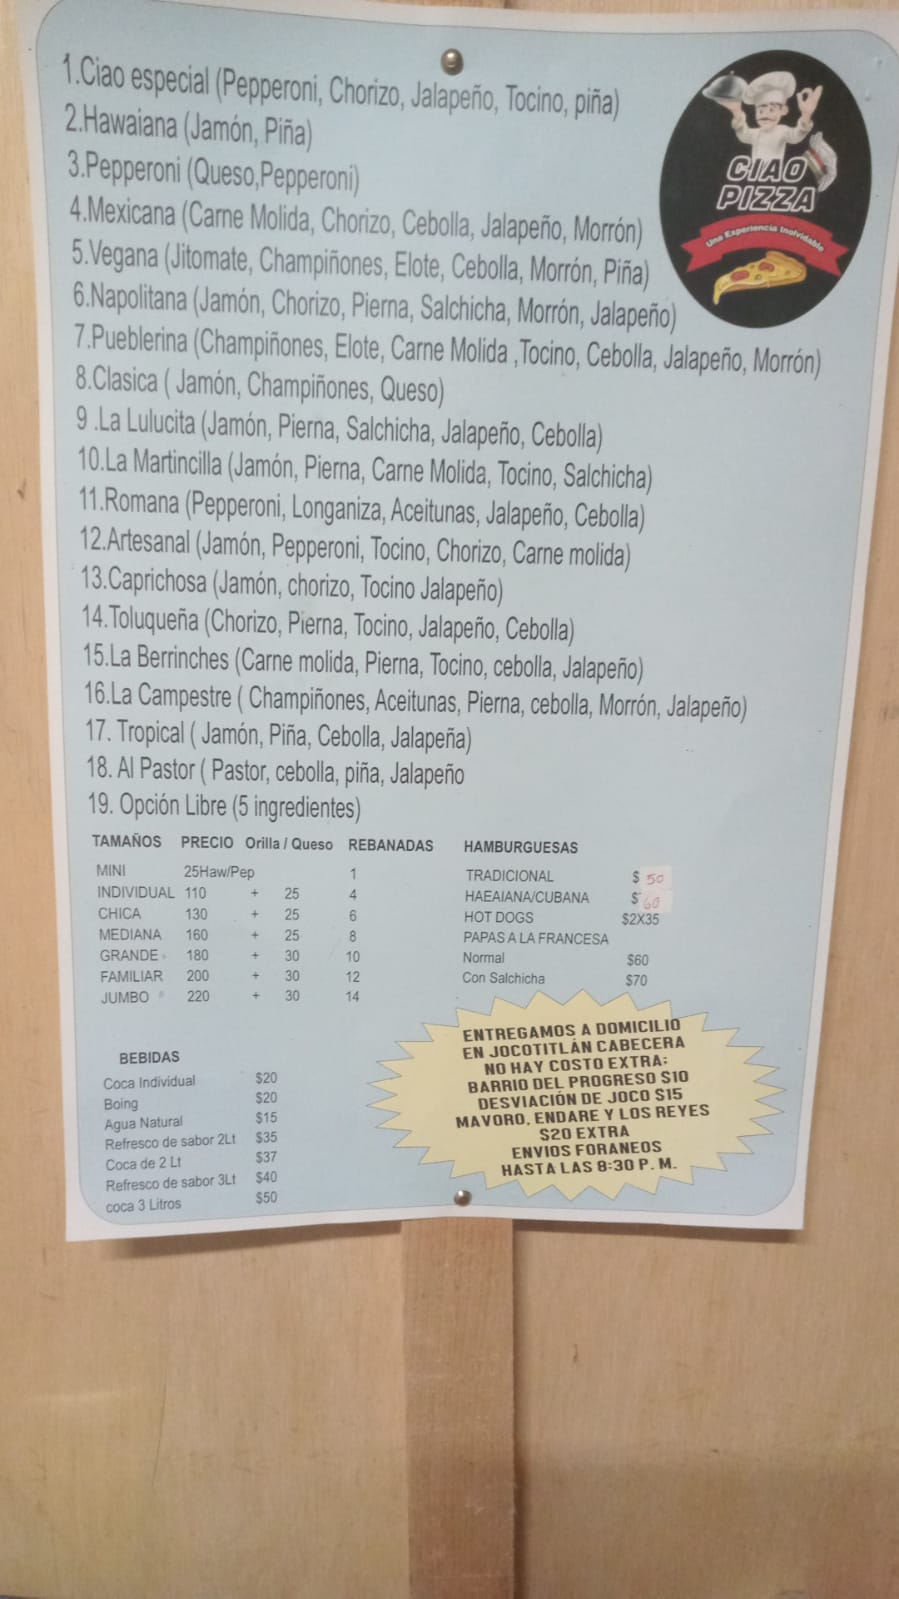 1.Ciao especial (Pepperoni, Chorizo, Jalapeño, Tocino, piña)
2.Hawaiana (Jamón, Piña)
3.Pepperoni (Queso,Pepperoni)
4.Mexicana (Carne Molida, Chorizo, Cebolla, Jalapeño, Morrón)
5.Vegana (Jitomate, Champiñones, Elote, Cebolla, Morrón, Piña)
6.Napolitana (Jamón, Chorizo, Pierna, Salchicha, Morrón, Jalapeño)
7.Pueblerina (Champiñones, Elote, Carne Molida ,Tocino, Cebolla, Jalapeño, Morrón)
8.Clasica ( Jamón, Champiñones, Queso)
9 .La Lulucita (Jamón, Pierna, Salchicha, Jalapeño, Cebolla)
10.La Martincilla (Jamón, Pierna, Carne Molida, Tocino, Salchicha)
11.Romana (Pepperoni, Longaniza, Aceitunas, Jalapeño, Cebolla)
12.Artesanal (Jamón, Pepperoni, Tocino, Chorizo, Carne molida)
13.Caprichosa (Jamón, chorizo, Tocino Jalapeño)
14.Toluqueña (Chorizo, Pierna, Tocino, Jalapeño, Cebolla)
15.La Berrinches (Carne molida, Pierna, Tocino, cebolla, Jalapeño)
16.La Campestre ( Champiñones, Aceitunas, Pierna, cebolla, Morrón, Jalapeño)
17. Tropical ( Jamón, Piña, Cebolla, Jalapeña)
18. Al Pastor ( Pastor, cebolla, piña, Jalapeño
19. Opción Libre (5 ingredientes)
CIAO
PIZZA
Una Experiencia Inolvidable
TAMAÑOS PRECIO Orilla / Queso REBANADAS
MINI 25Haw/Pep 1
INDIVIDUAL 110 + 25 4
CHICA 130 + 25 6
MEDIANA 160 + 25 8
GRANDE 180 + 30 10
FAMILIAR 200 + 30 12
JUMBO 220 + 30 14
HAMBURGUESAS
TRADICIONAL $ 50
HAEAIANA/CUBANA $ 60
HOT DOGS $2X35
PAPAS A LA FRANCESA
Normal $60
Con Salchicha $70
BEBIDAS
Coca Individual $20
Boing $20
Agua Natural $15
Refresco de sabor 2Lt $35
Coca de 2 Lt $37
Refresco de sabor 3Lt $40
coca 3 Litros $50
ENTREGAMOS A DOMICILIO
EN JOCOTITLÁN CABECERA
NO HAY COSTO EXTRA:
BARRIO DEL PROGRESO $10
DESVIACIÓN DE JOCO $15
MAVORO, ENDARE Y LOS REYES
$20 EXTRA
ENVIOS FORANEOS
HASTA LAS 8:30 P. M.